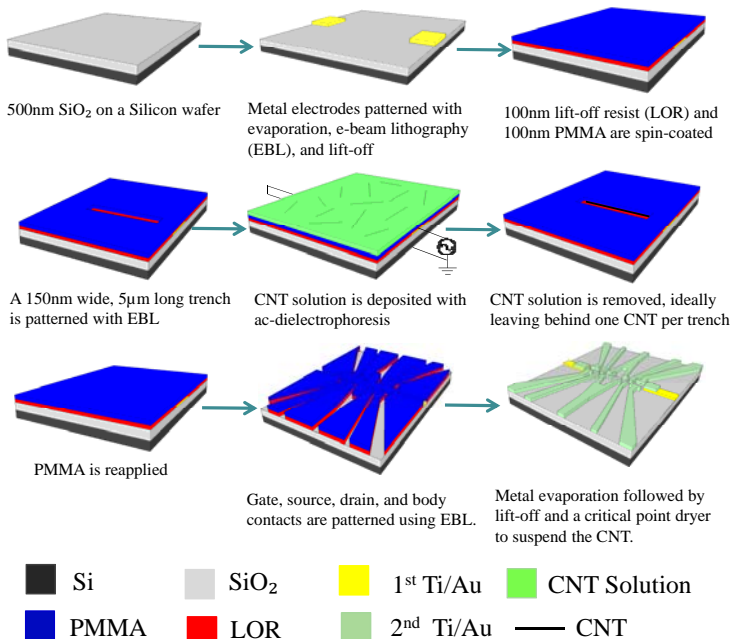 500nm SiO₂ on a Silicon wafer
Metal electrodes patterned with
evaporation, e-beam lithography
(EBL), and lift-off
100nm lift-off resist (LOR) and
100nm PMMA are spin-coated
A 150nm wide, 5µm long trench
is patterned with EBL
CNT solution is deposited with
ac-dielectrophoresis
CNT solution is removed, ideally
leaving behind one CNT per trench
PMMA is reapplied
Gate, source, drain, and body
contacts are patterned using EBL.
Metal evaporation followed by
lift-off and a critical point dryer
to suspend the CNT.
Si
SiO₂
1st Ti/Au
CNT Solution
PMMA
LOR
2nd Ti/Au
CNT